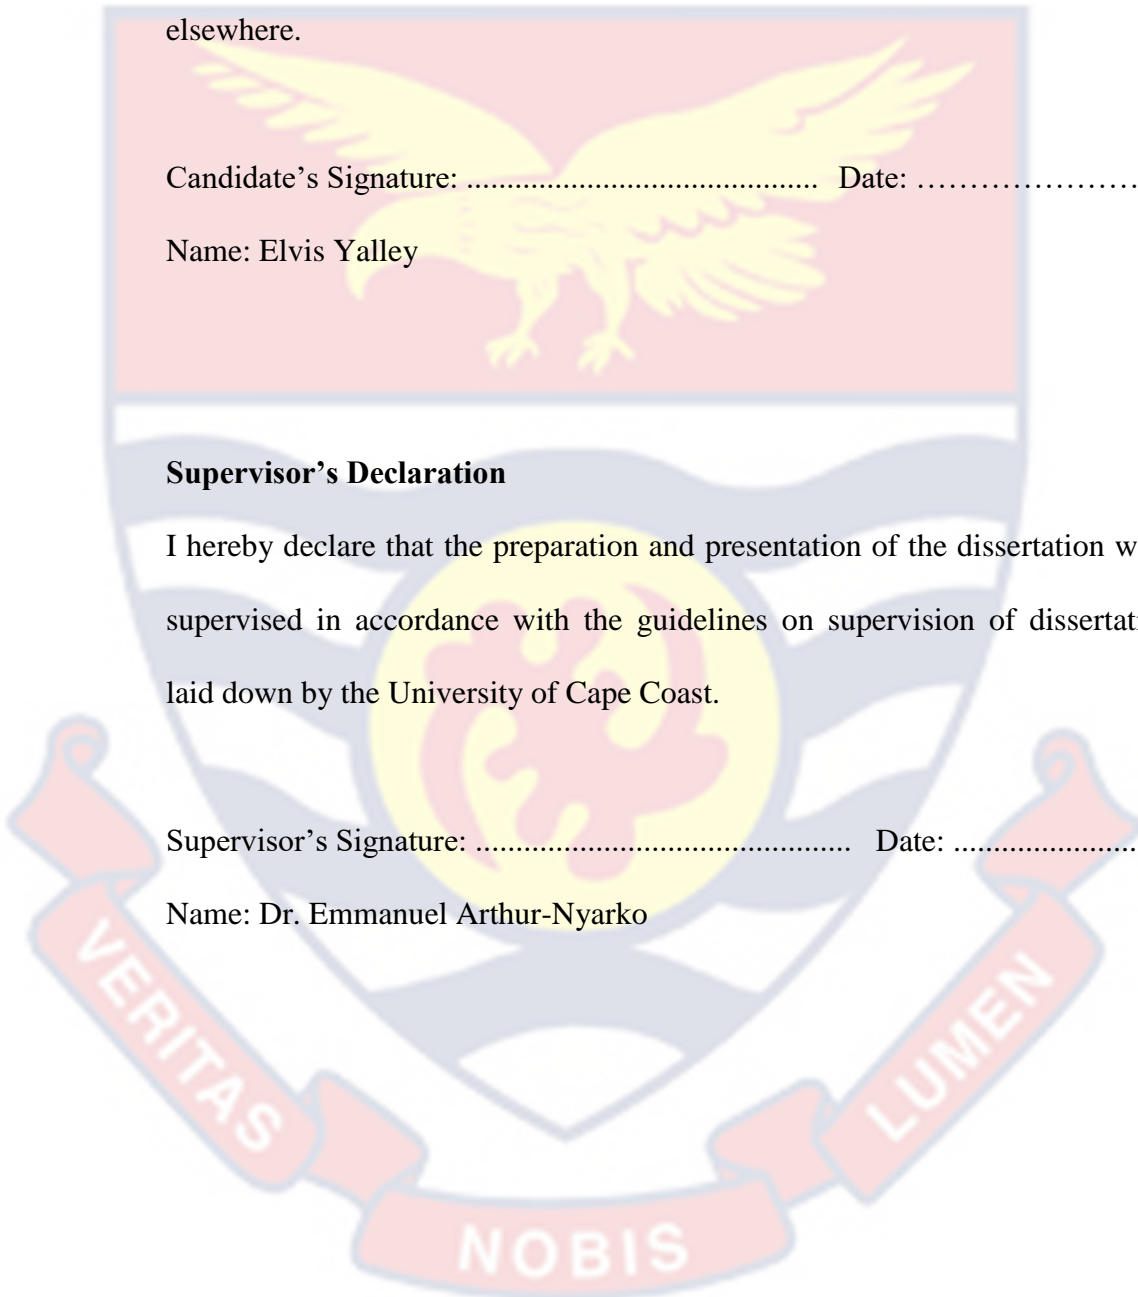 elsewhere.
Candidate’s Signature: ............................................ Date: ……………………
Name: Elvis Yalley
Supervisor’s Declaration
I hereby declare that the preparation and presentation of the dissertation w
supervised in accordance with the guidelines on supervision of dissertati
laid down by the University of Cape Coast.
Supervisor’s Signature: ............................................... Date: .......................
Name: Dr. Emmanuel Arthur-Nyarko
VERITAS
NOBIS
LUMEN